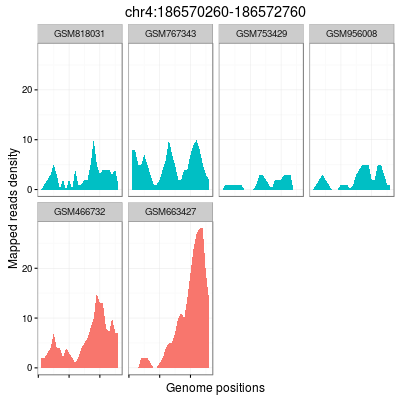 chr4:186570260-186572760
GSM818031 GSM767343 GSM753429 GSM956008
20
10
0
GSM466732 GSM663427
20
10
0
Mapped reads density
Genome positions